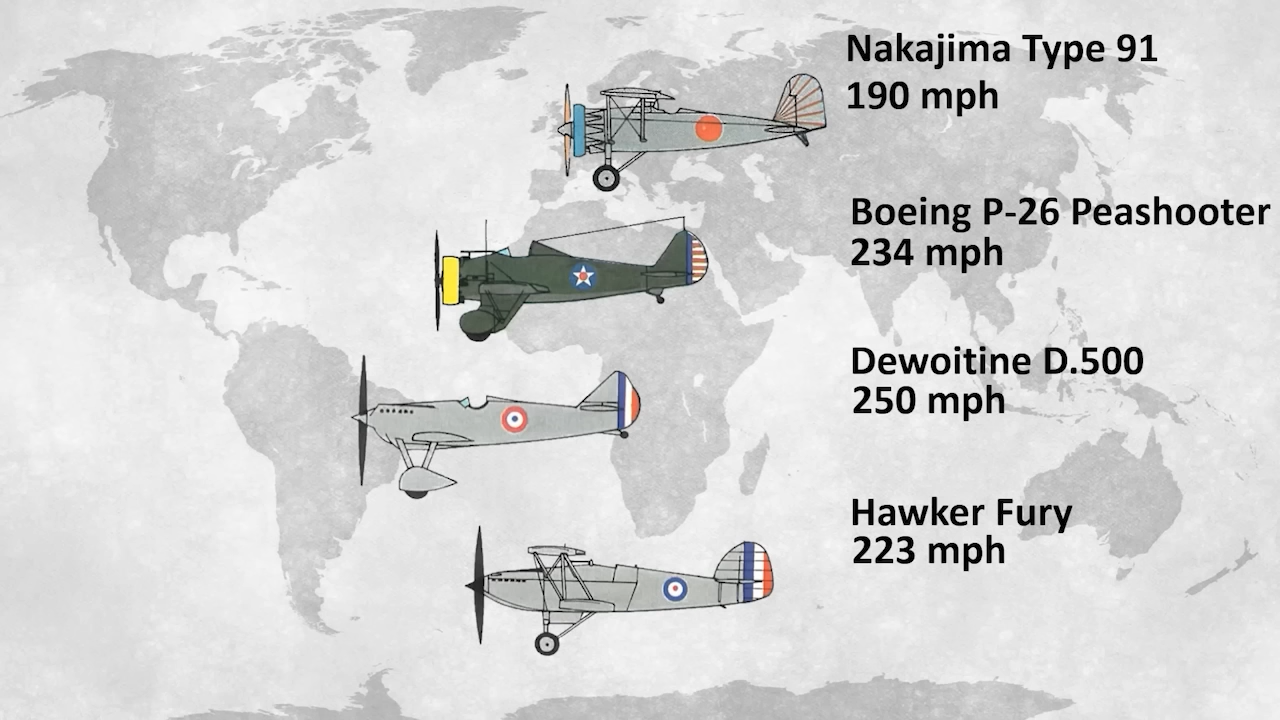 Nakajima Type 91
190 mph
Boeing P-26 Peashooter
234 mph
Dewoitine D.500
250 mph
Hawker Fury
223 mph